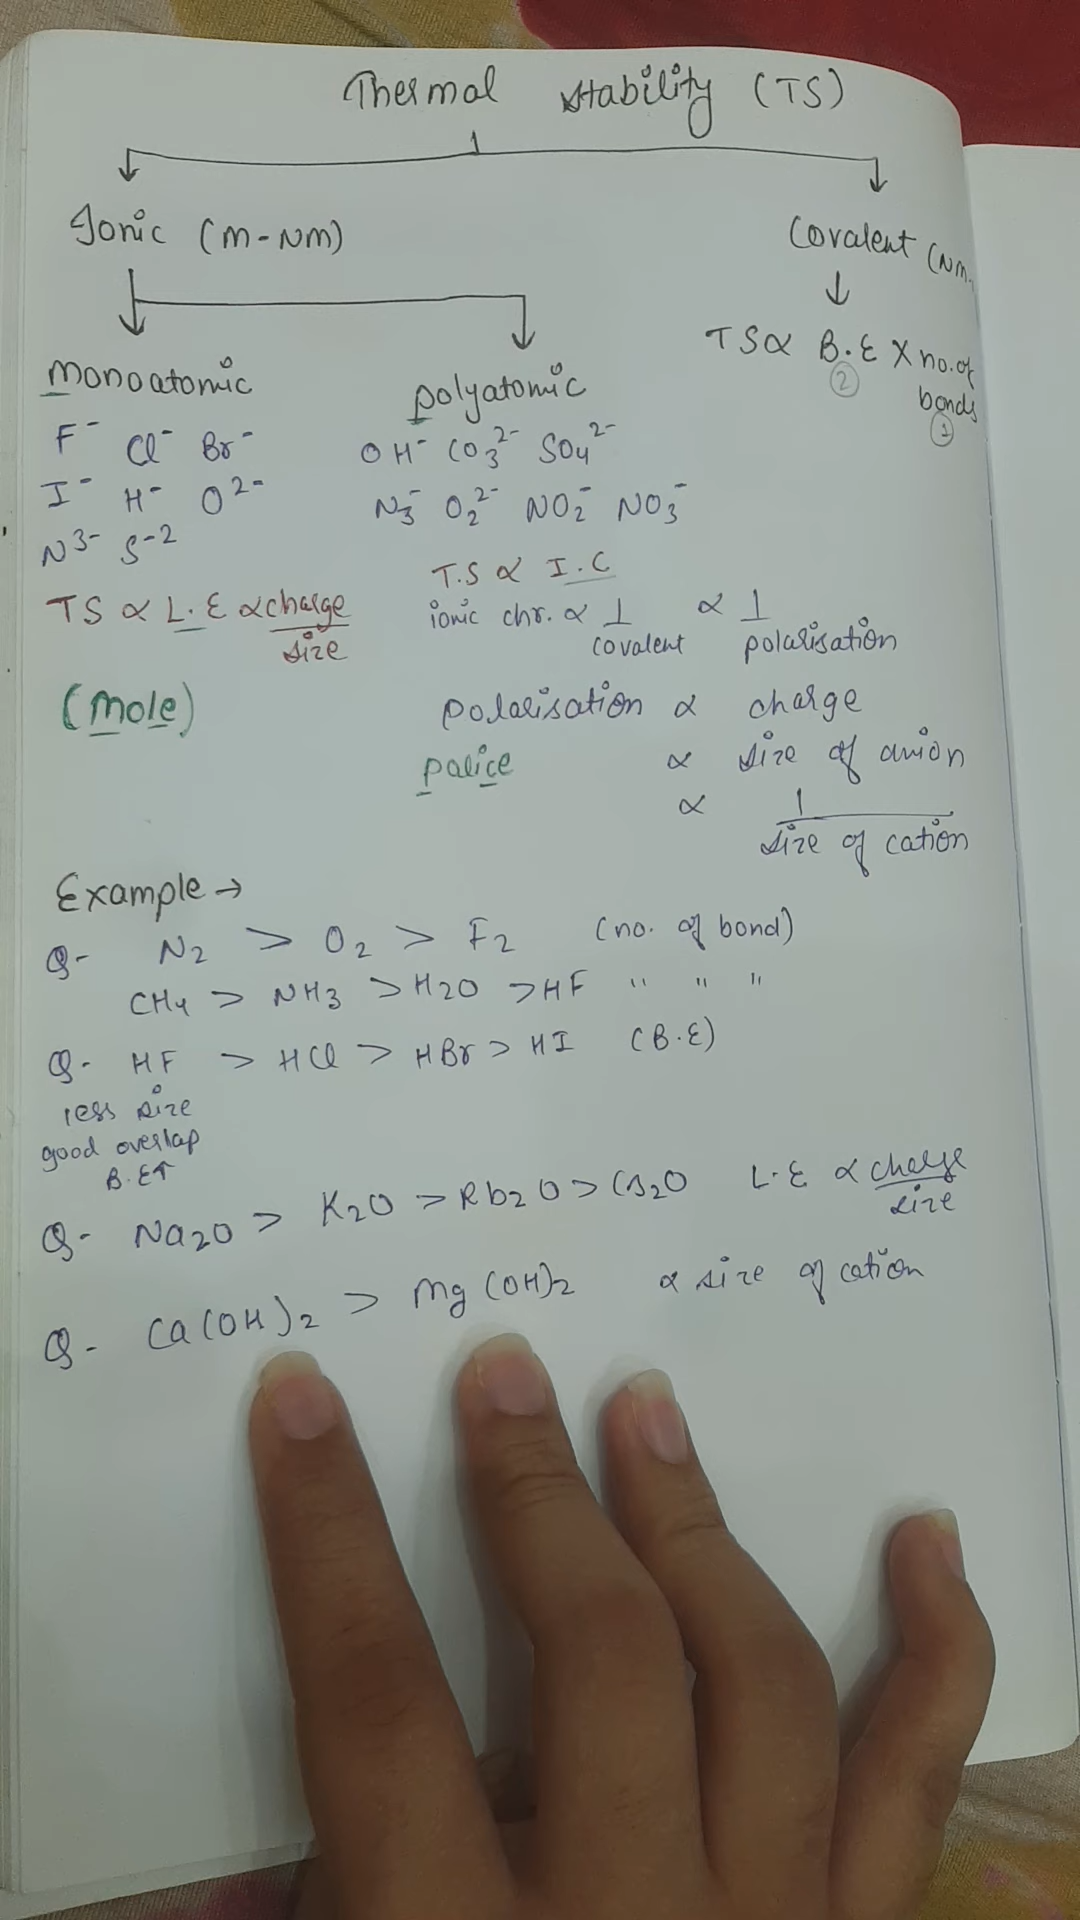 Thermal stability (TS)
Ionic (M-NM)
Covalent (NM-
Monoatomic
F⁻ Cl⁻ Br⁻
I⁻ H⁻ O²⁻
N³⁻ S⁻²
TS ∝ L.E ∝ charge/size
(Mole)
Polyatomic
OH⁻ CO₃²⁻ SO₄²⁻
N₃⁻ O₂²⁻ NO₂⁻ NO₃⁻
T.S ∝ I.C
ionic chr. ∝ 1/covalent ∝ 1/polarisation
Polarisation ∝ charge
∝ size of anion
∝ 1/size of cation
Palice
TS ∝ B.E × no. of
bonds
② ①
Example →
Q- N₂ > O₂ > F₂ (no. of bond)
CH₄ > NH₃ > H₂O > HF " " "
Q- HF > HCl > HBr > HI (B.E)
less size
good overlap
B.E↑
Q- Na₂O > K₂O > Rb₂O > Cs₂O L.E ∝ charge/size
Q- Ca(OH)₂ > Mg(OH)₂ ∝ size of cation